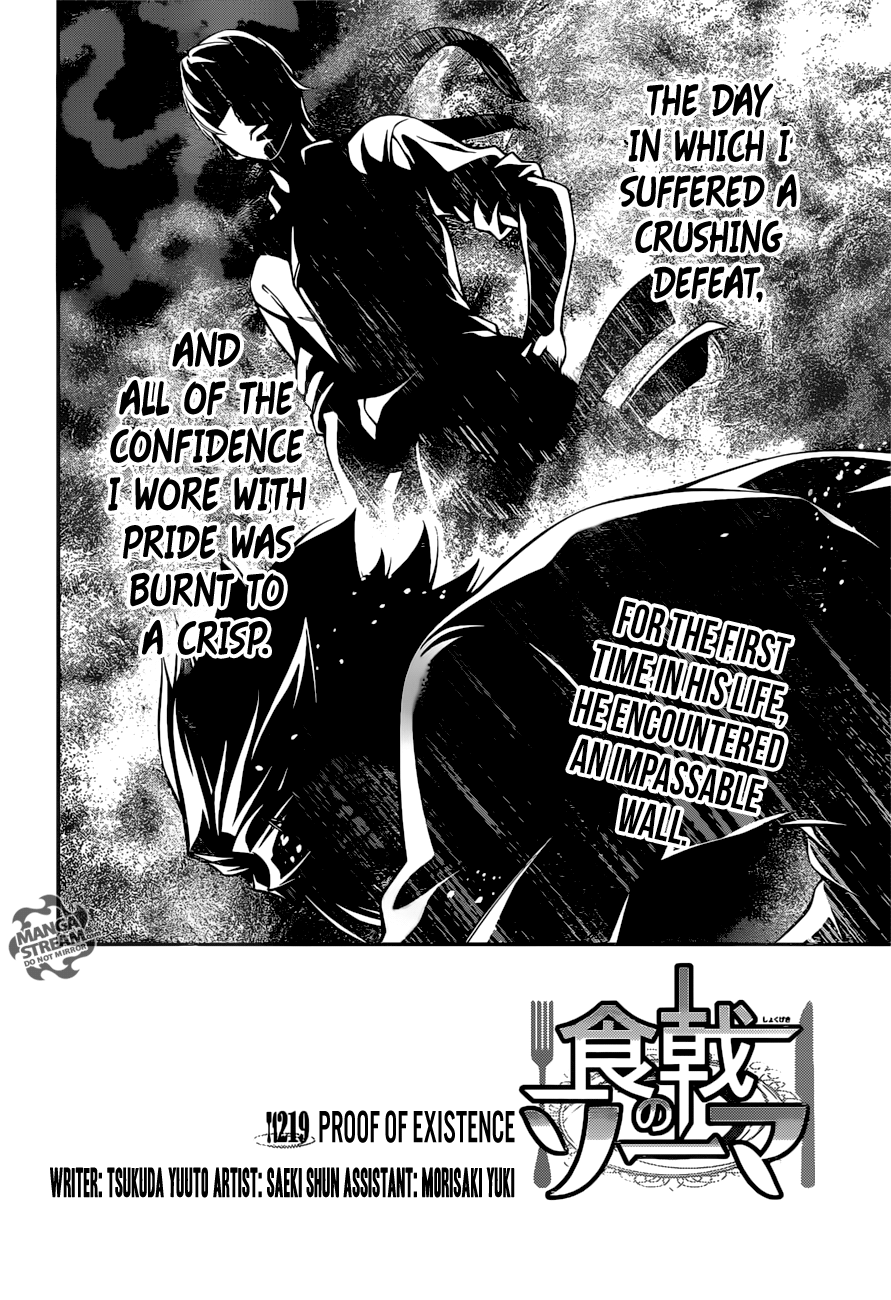 THE DAY
IN WHICH I
SUFFERED A
CRUSHING
DEFEAT,
AND
ALL OF THE
CONFIDENCE
I WORE WITH
PRIDE WAS
BURNT TO
A CRISP.
FOR THE FIRST
TIME IN HIS LIFE,
HE ENCOUNTERED
AN IMPASSABLE
WALL.
MANGA
STREAM
DO NOT MIRROR
しょくげき
食戟
の
ソーマ
219 PROOF OF EXISTENCE
WRITER: TSUKUDA YUUTO ARTIST: SAEKI SHUN ASSISTANT: MORISAKI YUKI